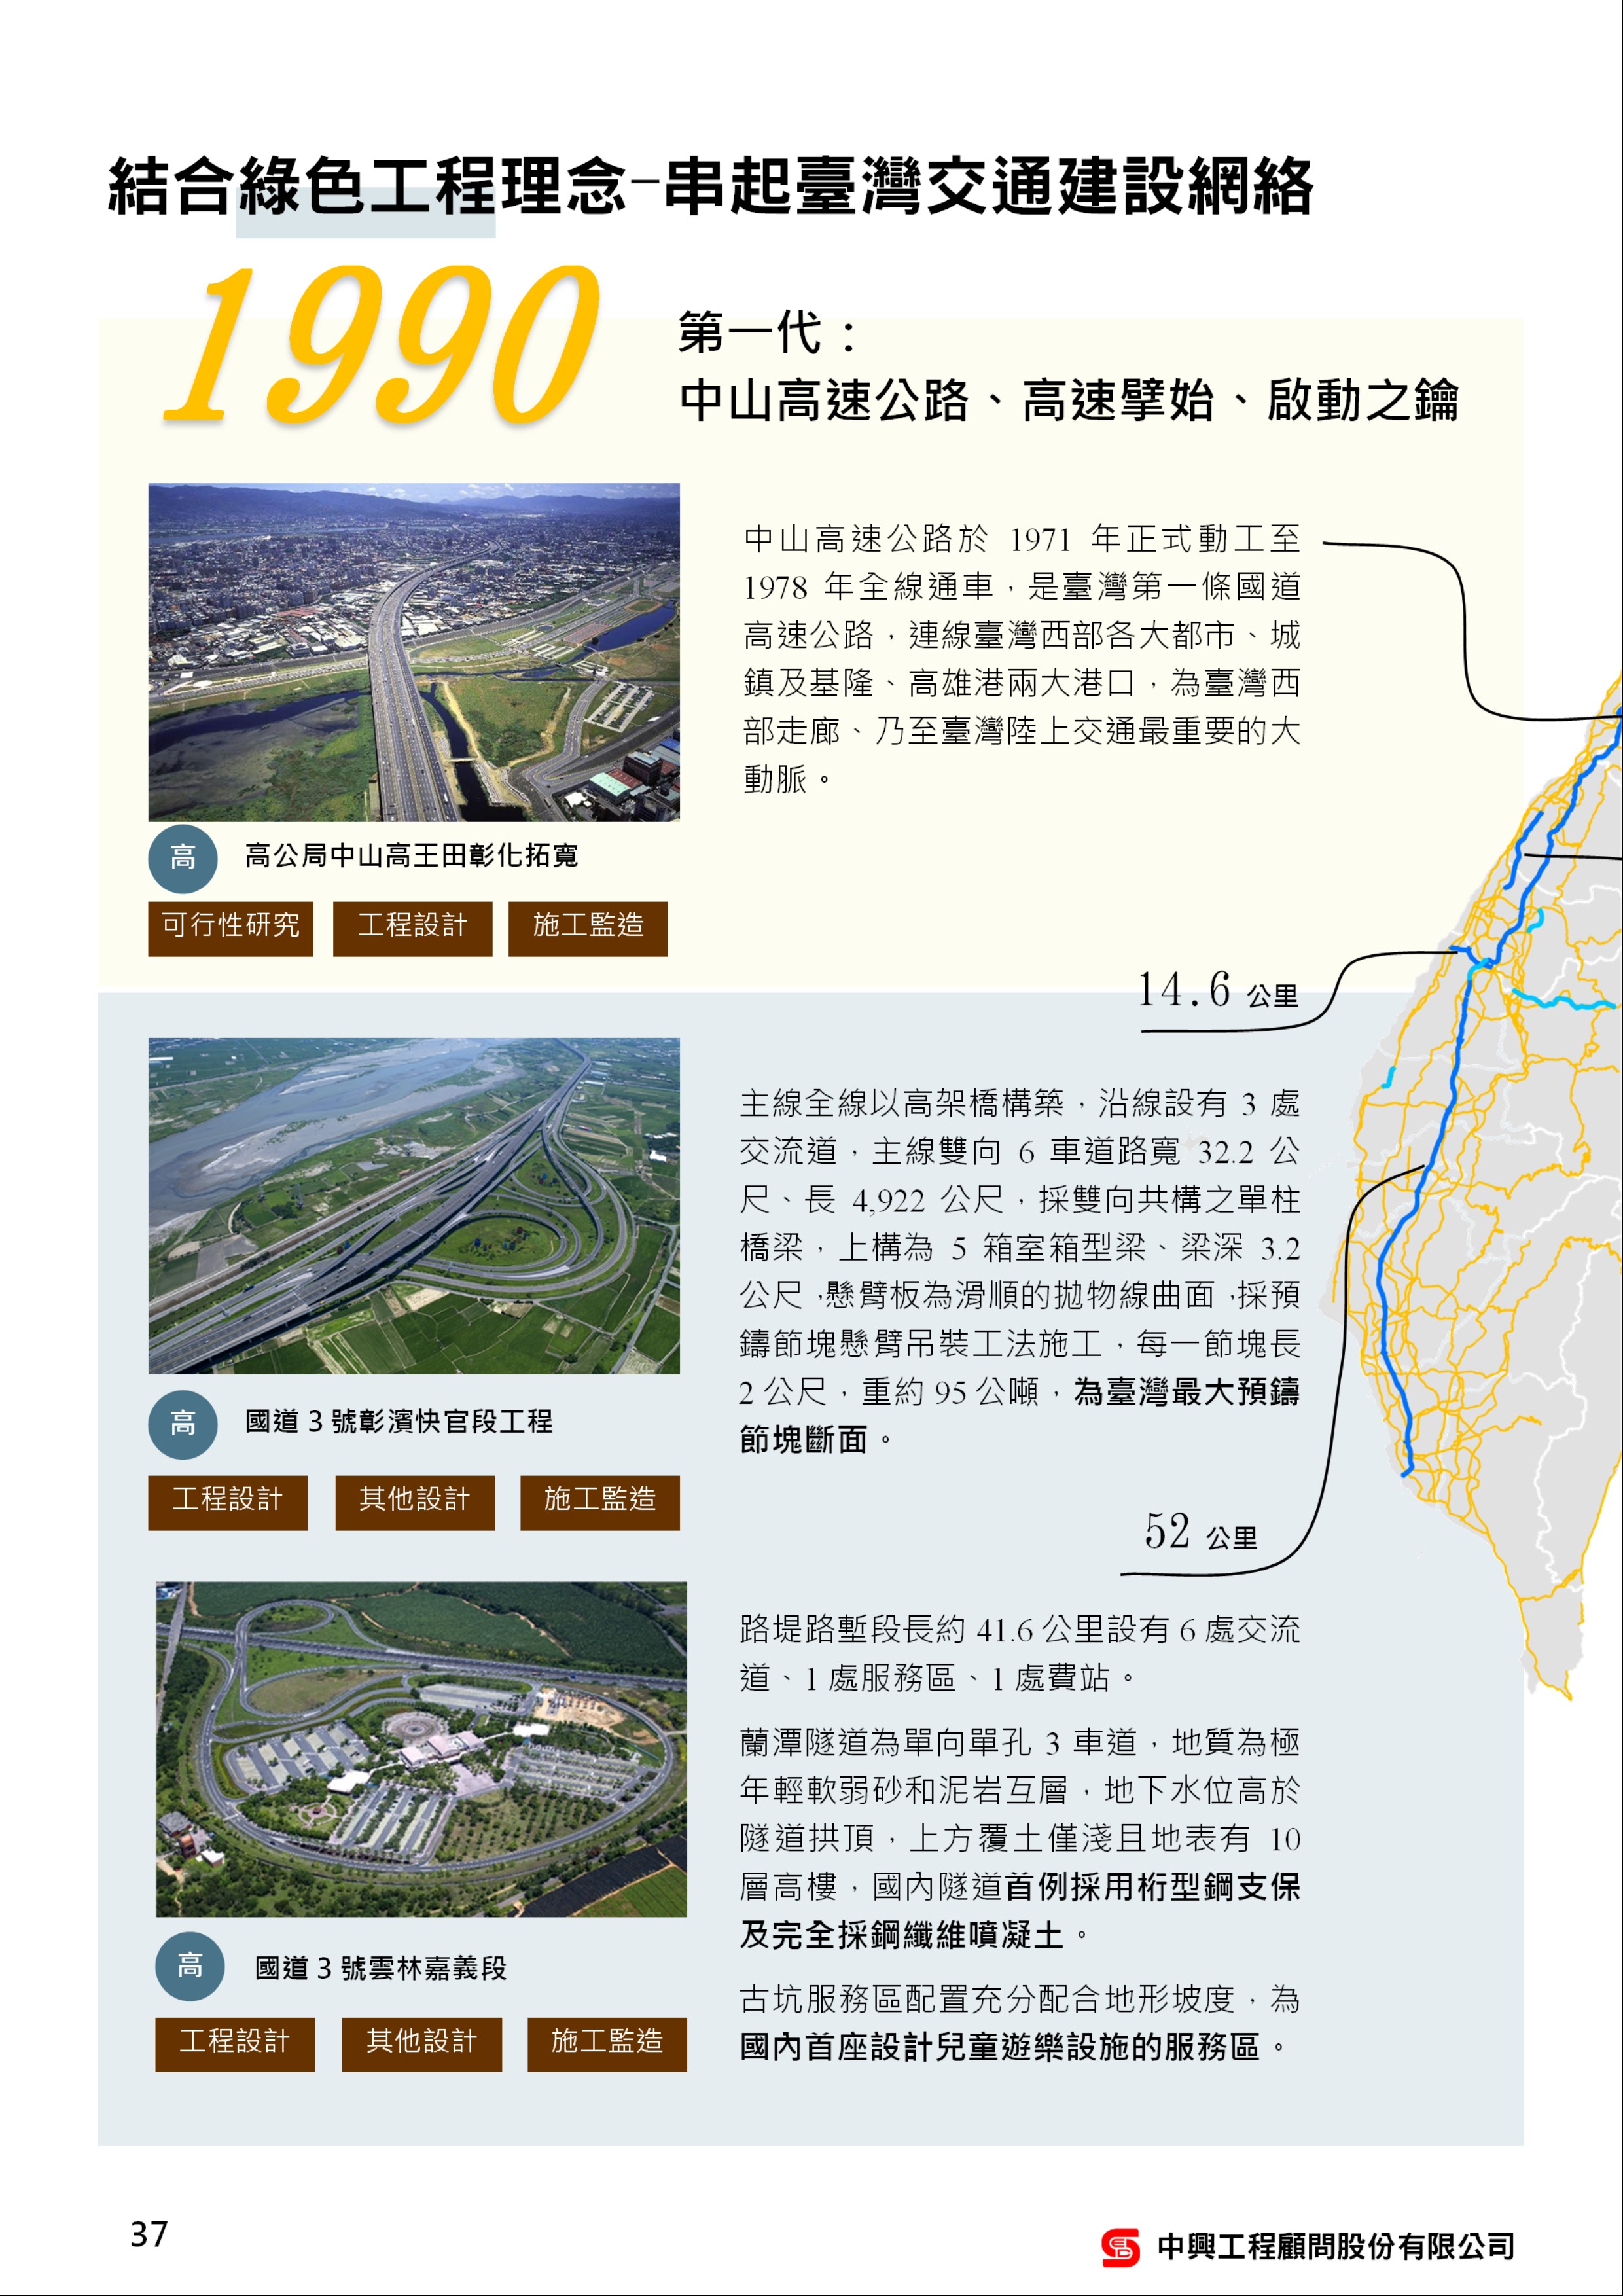 結合綠色工程理念–串起臺灣交通建設網絡
1990
第一代：
中山高速公路、高速擘始、啟動之鑰
中山高速公路於 1971 年正式動工至
1978 年全線通車，是臺灣第一條國道
高速公路，連線臺灣西部各大都市、城
鎮及基隆、高雄港兩大港口，為臺灣西
部走廊、乃至臺灣陸上交通最重要的大
動脈。
高
高公局中山高王田彰化拓寬
可行性研究 工程設計 施工監造
14.6 公里
主線全線以高架橋構築，沿線設有 3 處
交流道，主線雙向 6 車道路寬 32.2 公
尺、長 4,922 公尺，採雙向共構之單柱
橋梁，上構為 5 箱室箱型梁、梁深 3.2
公尺，懸臂板為滑順的拋物線曲面，採預
鑄節塊懸臂吊裝工法施工，每一節塊長
2 公尺，重約 95 公噸，為臺灣最大預鑄
節塊斷面。
高
國道 3 號彰濱快官段工程
工程設計 其他設計 施工監造
52 公里
路堤路塹段長約 41.6 公里設有 6 處交流
道、1 處服務區、1 處費站。
蘭潭隧道為單向單孔 3 車道，地質為極
年輕軟弱砂和泥岩互層，地下水位高於
隧道拱頂，上方覆土僅淺且地表有 10
層高樓，國內隧道首例採用桁型鋼支保
及完全採鋼纖維噴凝土。
古坑服務區配置充分配合地形坡度，為
國內首座設計兒童遊樂設施的服務區。
高
國道 3 號雲林嘉義段
工程設計 其他設計 施工監造
37
中興工程顧問股份有限公司